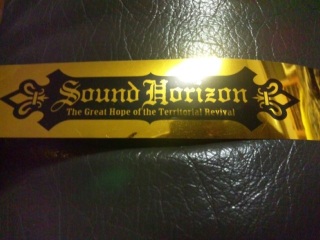 Sound Horizon
The Great Hope of the Territorial Revival